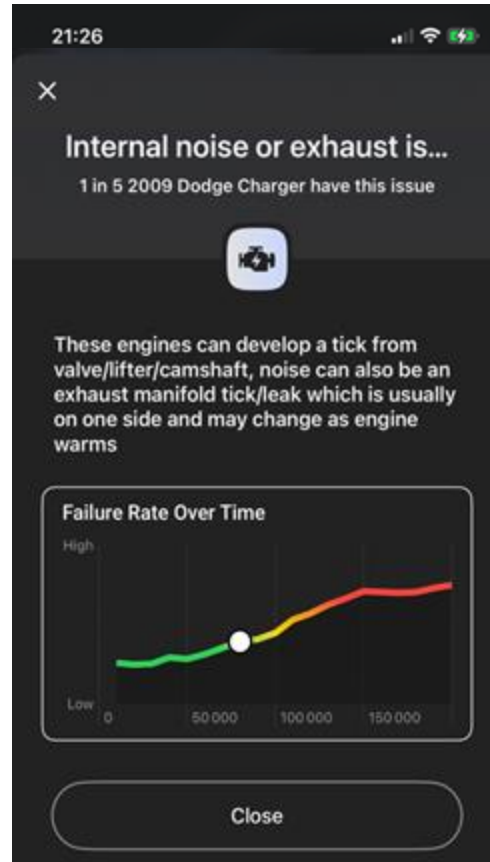 21:26
Internal noise or exhaust is...
1 in 5 2009 Dodge Charger have this issue
These engines can develop a tick from
valve/lifter/camshaft, noise can also be an
exhaust manifold tick/leak which is usually
on one side and may change as engine
warms
Failure Rate Over Time
High
Low
0 50 000 100 000 150 000
Close